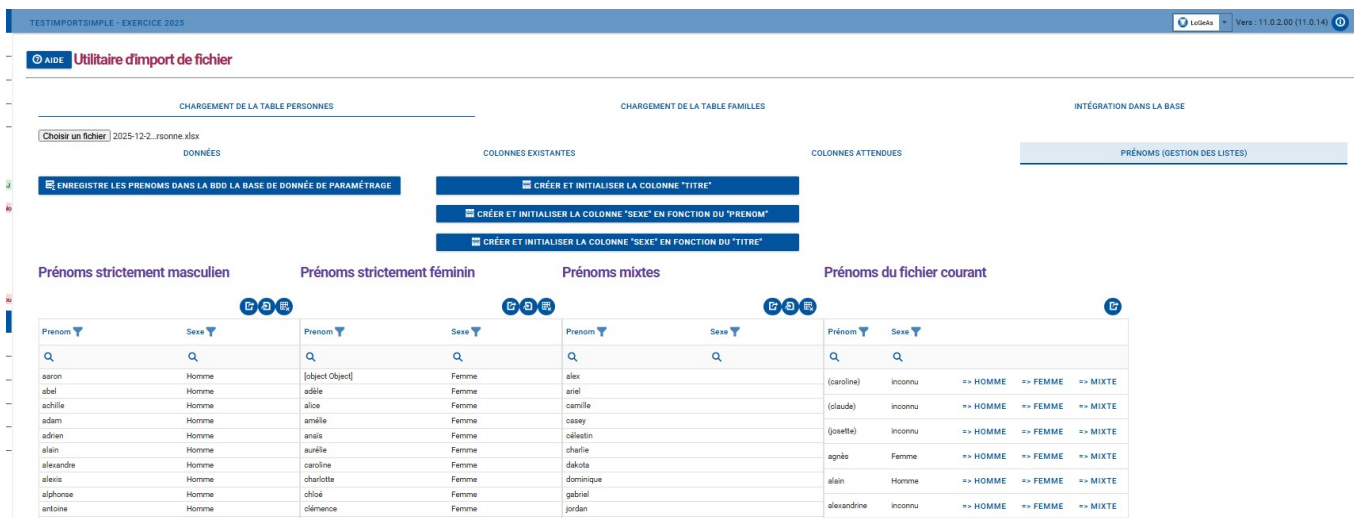 TESTIMPORTSIMPLE - EXERCICE 2025 LoGeAs Vers : 11.0.2.00 (11.0.14)
AIDE Utilitaire d'import de fichier
CHARGEMENT DE LA TABLE PERSONNES CHARGEMENT DE LA TABLE FAMILLES INTÉGRATION DANS LA BASE
Choisir un fichier 2025-12-2...rsonne.xlsx
DONNÉES COLONNES EXISTANTES COLONNES ATTENDUES PRÉNOMS (GESTION DES LISTES)
ENREGISTRE LES PRENOMS DANS LA BDD LA BASE DE DONNÉE DE PARAMÉTRAGE CRÉER ET INITIALISER LA COLONNE "TITRE"
CRÉER ET INITIALISER LA COLONNE "SEXE" EN FONCTION DU "PRENOM"
CRÉER ET INITIALISER LA COLONNE "SEXE" EN FONCTION DU "TITRE"
Prénoms strictement masculien Prénoms strictement féminin Prénoms mixtes Prénoms du fichier courant
Prenom Sexe Prenom Sexe Prenom Sexe Prénom Sexe
aaron Homme [object Object] Femme alex
(caroline) inconnu => HOMME => FEMME => MIXTE
abel Homme adèle Femme ariel
achille Homme alice Femme camille
(claude) inconnu => HOMME => FEMME => MIXTE
adam Homme amélie Femme casey
(josette) inconnu => HOMME => FEMME => MIXTE
adrien Homme anaïs Femme célestin
alain Homme aurélie Femme charlie
agnès Femme => HOMME => FEMME => MIXTE
alexandre Homme caroline Femme dakota
alexis Homme charlotte Femme dominique
alain Homme => HOMME => FEMME => MIXTE
alphonse Homme chloé Femme gabriel
antoine Homme clémence Femme jordan
alexandrine inconnu => HOMME => FEMME => MIXTE